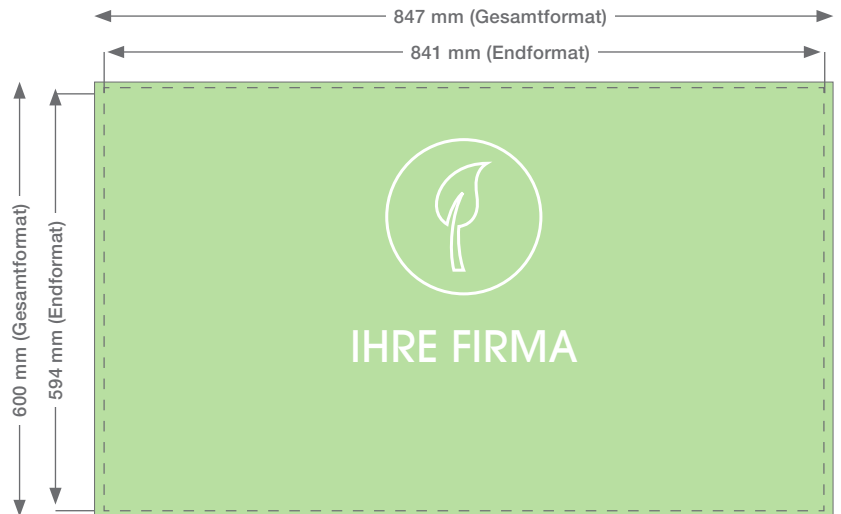 847 mm (Gesamtformat)
841 mm (Endformat)
600 mm (Gesamtformat)
594 mm (Endformat)
IHRE FIRMA